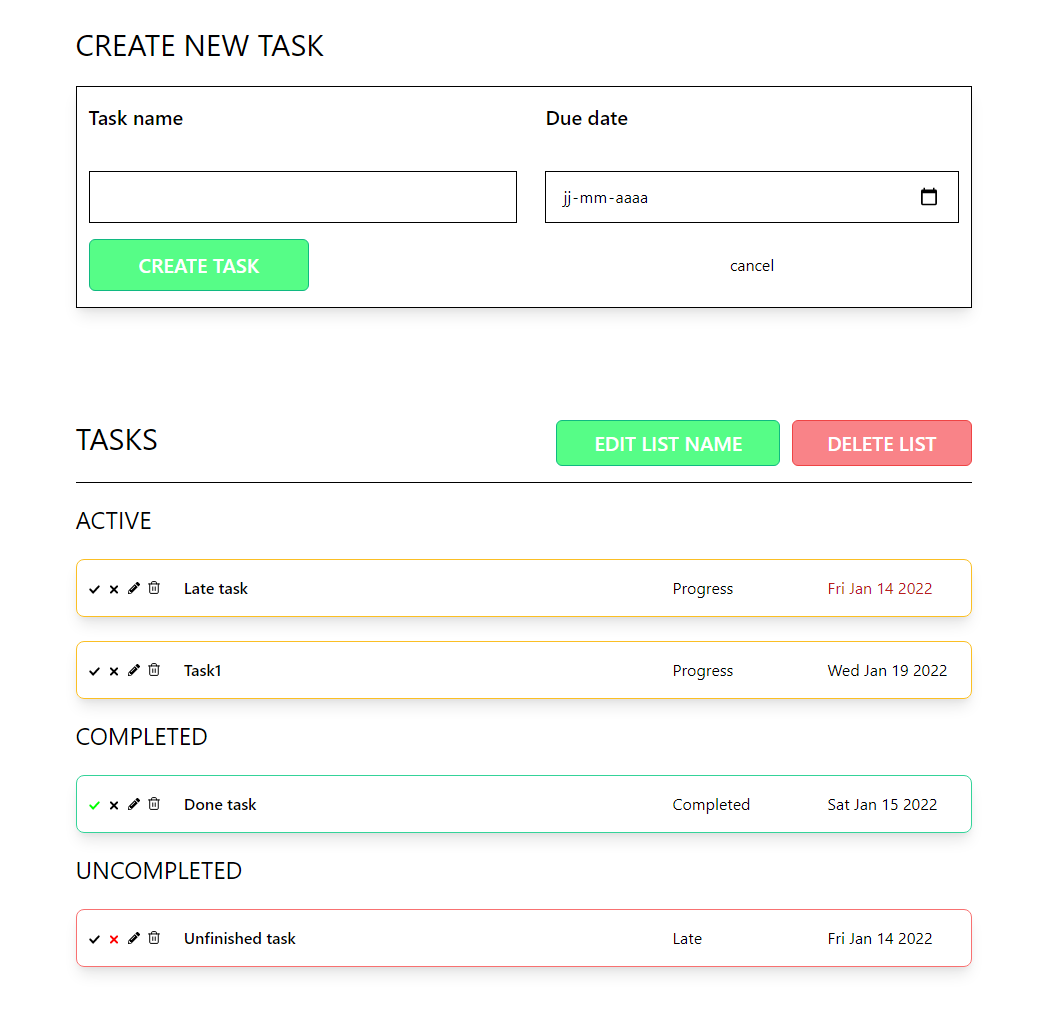 CREATE NEW TASK
Task name Due date
jj-mm-aaaa
CREATE TASK cancel
TASKS EDIT LIST NAME DELETE LIST
ACTIVE
Late task Progress Fri Jan 14 2022
Task1 Progress Wed Jan 19 2022
COMPLETED
Done task Completed Sat Jan 15 2022
UNCOMPLETED
Unfinished task Late Fri Jan 14 2022